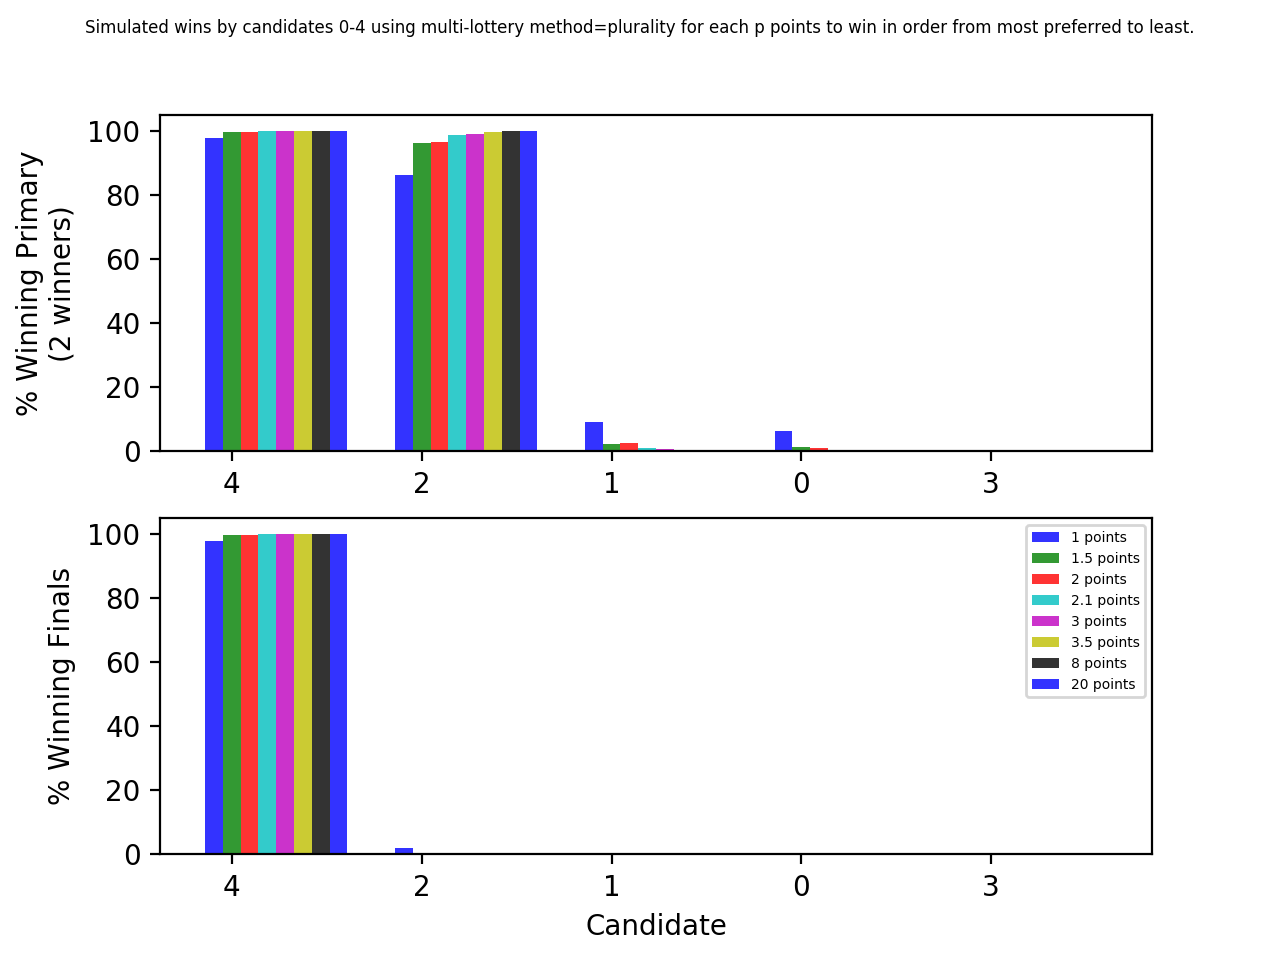 Simulated wins by candidates 0-4 using multi-lottery method=plurality for each p points to win in order from most preferred to least.
% Winning Primary
(2 winners)
100
80
60
40
20
0
4 2 1 0 3
% Winning Finals
100
80
60
40
20
0
1 points
1.5 points
2 points
2.1 points
3 points
3.5 points
8 points
20 points
4 2 1 0 3
Candidate